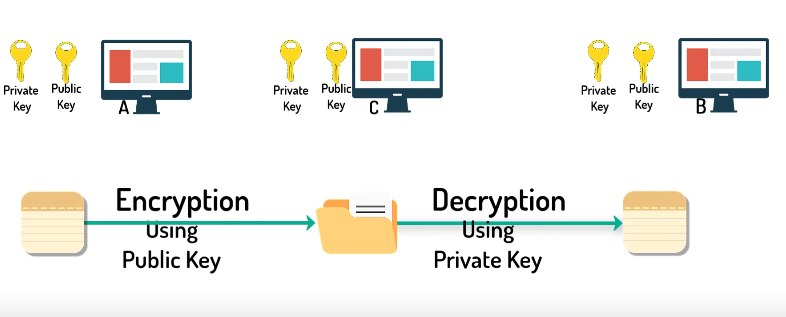 Private Key
Public Key
A
Private Key
Public Key
C
Private Key
Public Key
B
Encryption
Using
Public Key
Decryption
Using
Private Key